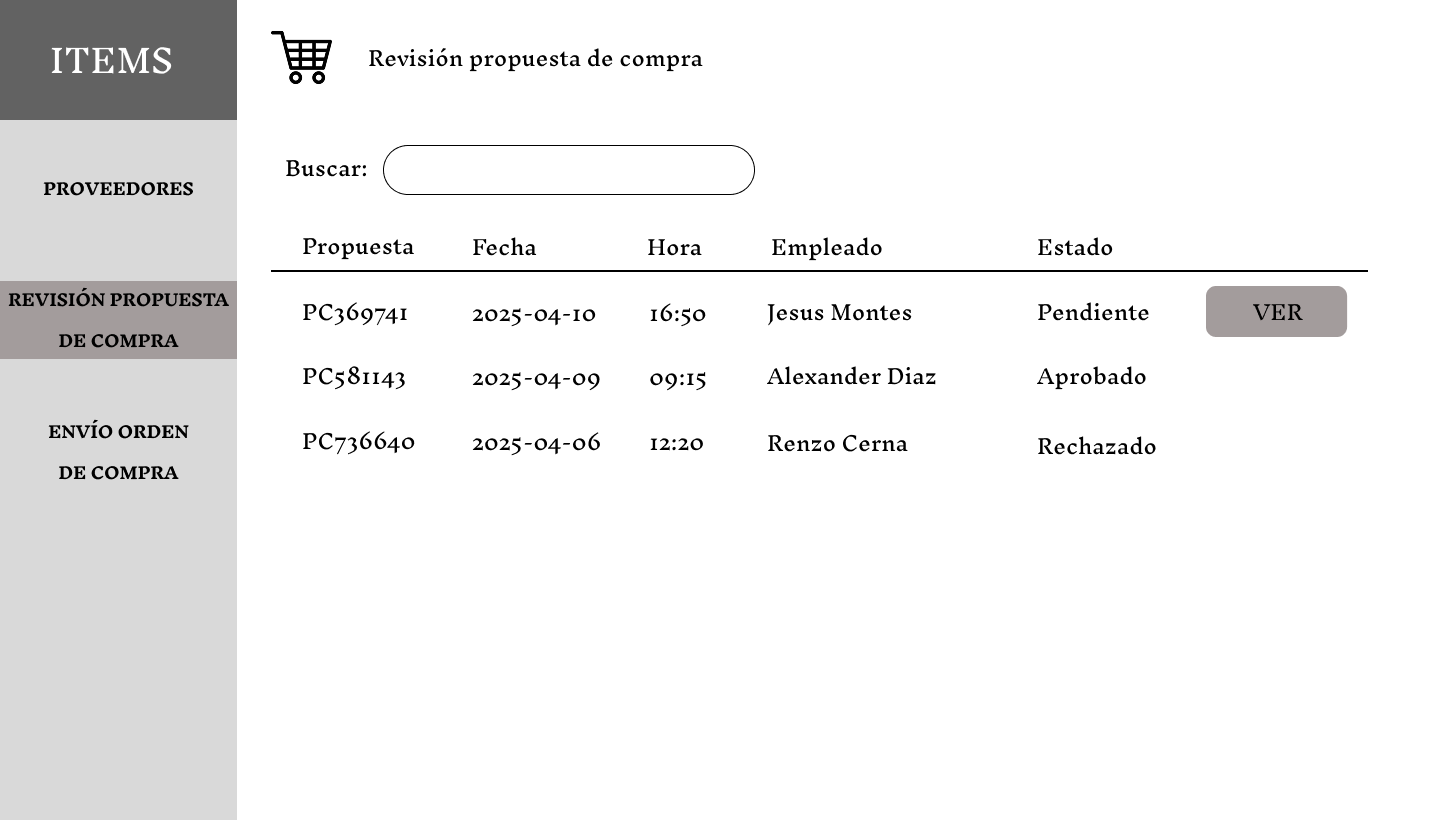 ITEMS
Revisión propuesta de compra
PROVEEDORES
REVISIÓN PROPUESTA
DE COMPRA
ENVÍO ORDEN
DE COMPRA
Buscar:
Propuesta Fecha Hora Empleado Estado
PC369741 2025-04-10 16:50 Jesus Montes Pendiente VER
PC581143 2025-04-09 09:15 Alexander Diaz Aprobado
PC736640 2025-04-06 12:20 Renzo Cerna Rechazado